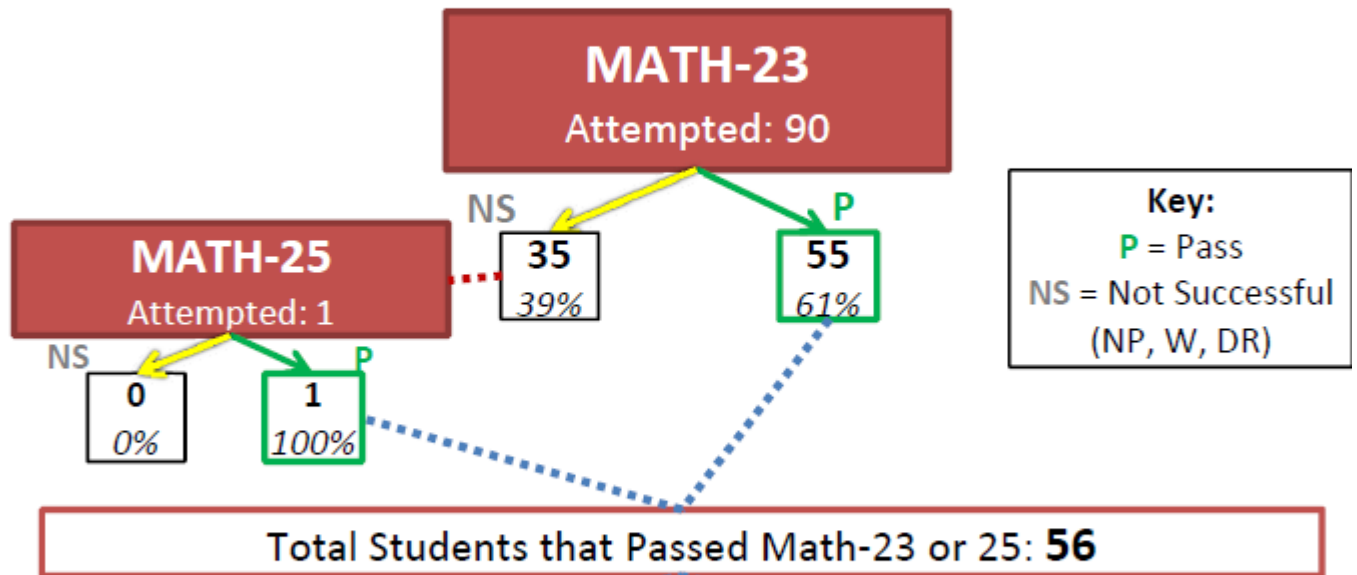 MATH-23
Attempted: 90
NS
P
35
39%
55
61%
Key:
P = Pass
NS = Not Successful
(NP, W, DR)
MATH-25
Attempted: 1
NS
P
0
0%
1
100%
Total Students that Passed Math-23 or 25: 56